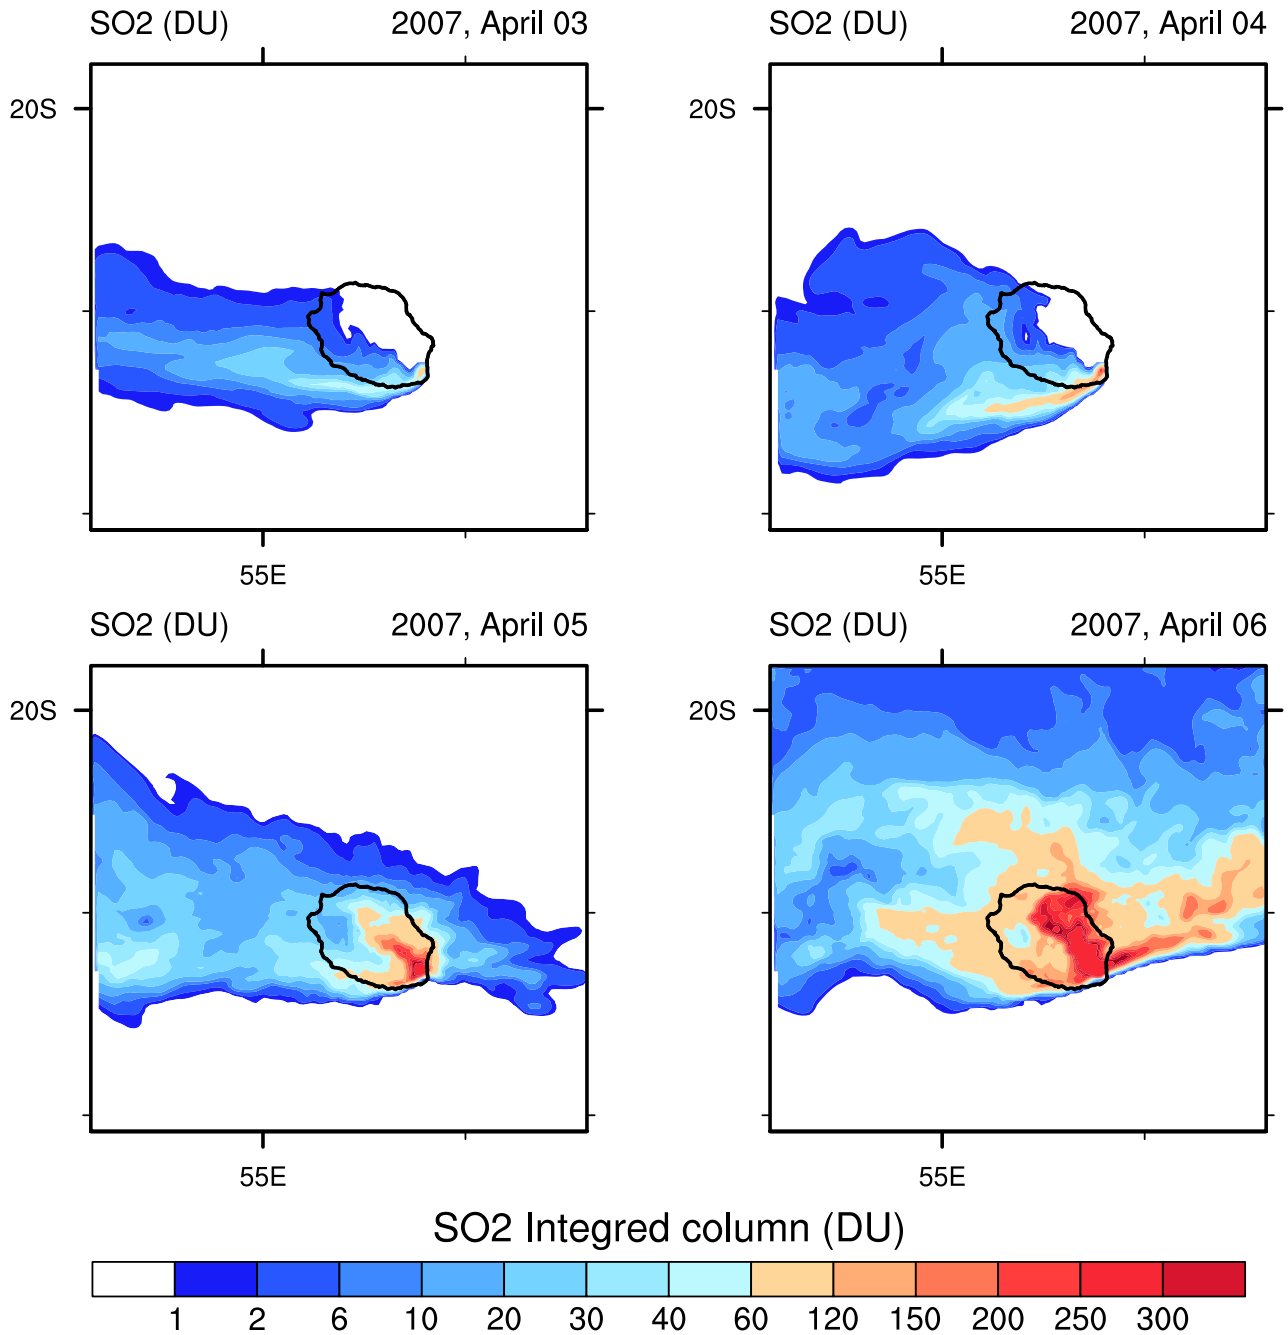 SO2 (DU) 2007, April 03
SO2 (DU) 2007, April 04
20S
20S
55E
55E
SO2 (DU) 2007, April 05
SO2 (DU) 2007, April 06
20S
20S
55E
55E
SO2 Integred column (DU)
1 2 6 10 20 30 40 60 120 150 200 250 300